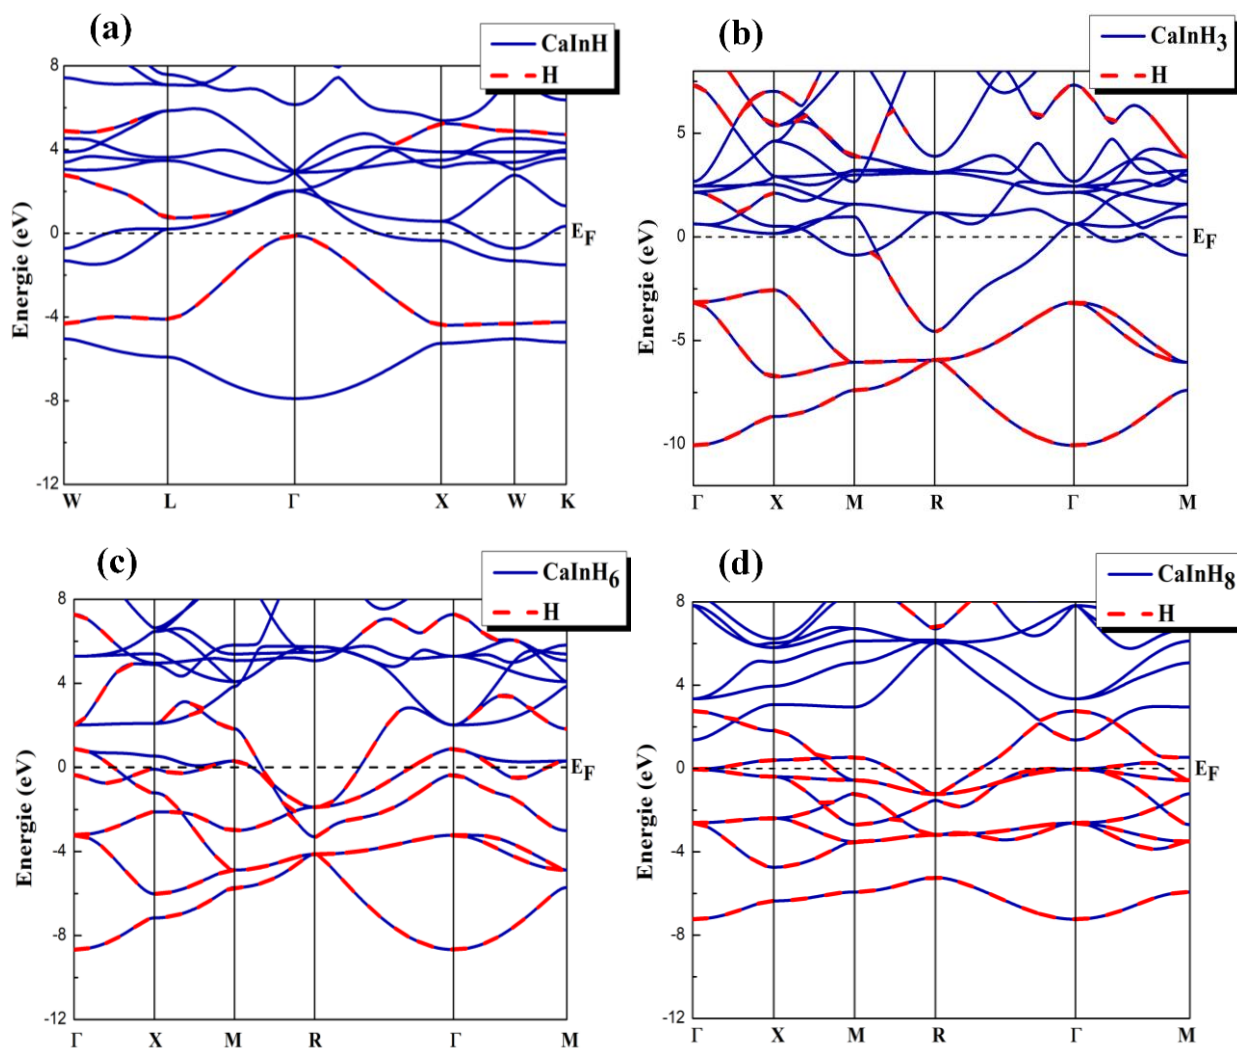 (a)
CaInH
H
8
4
0
-4
-8
-12
Energie (eV)
E_F
W L Γ X W K
(b)
CaInH₃
H
5
0
-5
-10
Energie (eV)
E_F
Γ X M R Γ M
(c)
CaInH₆
H
8
4
0
-4
-8
-12
Energie (eV)
E_F
Γ X M R Γ M
(d)
CaInH₈
H
8
4
0
-4
-8
-12
Energie (eV)
E_F
Γ X M R Γ M